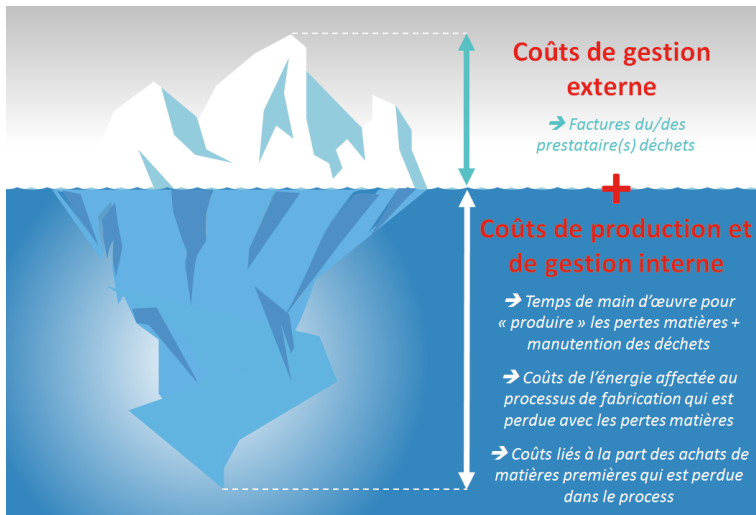 Coûts de gestion
externe
➔ Factures du/des
prestataire(s) déchets
+
Coûts de production et
de gestion interne
➔ Temps de main d'œuvre pour
« produire » les pertes matières +
manutention des déchets
➔ Coûts de l'énergie affectée au
processus de fabrication qui est
perdue avec les pertes matières
➔ Coûts liés à la part des achats de
matières premières qui est perdue
dans le process